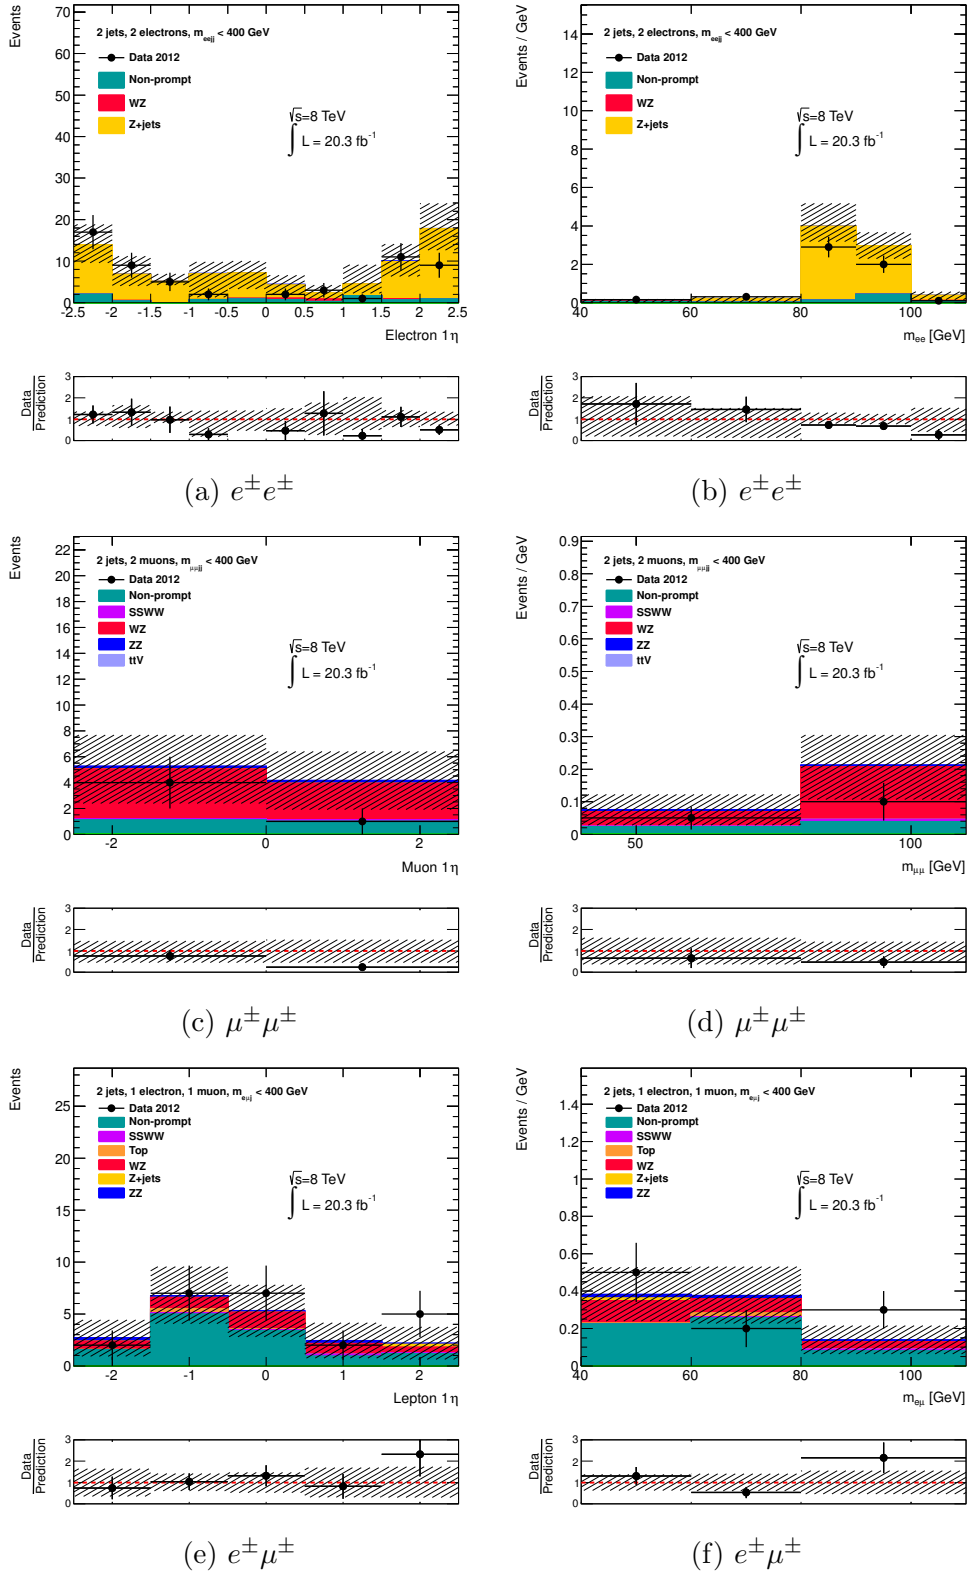 Events
2 jets, 2 electrons, m_eejj < 400 GeV
Data 2012
Non-prompt
WZ
Z+jets
√s=8 TeV
∫ L = 20.3 fb⁻¹
70
60
50
40
30
20
10
0
-2.5 -2 -1.5 -1 -0.5 0 0.5 1 1.5 2 2.5
Electron 1η
Data
Prediction
3
2
1
0
(a) e±e±
Events / GeV
2 jets, 2 electrons, m_eejj < 400 GeV
Data 2012
Non-prompt
WZ
Z+jets
√s=8 TeV
∫ L = 20.3 fb⁻¹
14
12
10
8
6
4
2
0
40 60 80 100
m_ee [GeV]
Data
Prediction
3
2
1
0
(b) e±e±
Events
2 jets, 2 muons, m_μμjj < 400 GeV
Data 2012
Non-prompt
SSWW
WZ
ZZ
ttV
√s=8 TeV
∫ L = 20.3 fb⁻¹
22
20
18
16
14
12
10
8
6
4
2
0
-2 0 2
Muon 1η
Data
Prediction
3
2
1
0
(c) μ±μ±
Events / GeV
2 jets, 2 muons, m_μμjj < 400 GeV
Data 2012
Non-prompt
SSWW
WZ
ZZ
ttV
√s=8 TeV
∫ L = 20.3 fb⁻¹
0.9
0.8
0.7
0.6
0.5
0.4
0.3
0.2
0.1
0
50 100
m_μμ [GeV]
Data
Prediction
3
2
1
0
(d) μ±μ±
Events
2 jets, 1 electron, 1 muon, m_eμjj < 400 GeV
Data 2012
Non-prompt
SSWW
Top
WZ
Z+jets
ZZ
√s=8 TeV
∫ L = 20.3 fb⁻¹
25
20
15
10
5
0
-2 -1 0 1 2
Lepton 1η
Data
Prediction
3
2
1
0
(e) e±μ±
Events / GeV
2 jets, 1 electron, 1 muon, m_eμjj < 400 GeV
Data 2012
Non-prompt
SSWW
Top
WZ
Z+jets
ZZ
√s=8 TeV
∫ L = 20.3 fb⁻¹
1.4
1.2
1
0.8
0.6
0.4
0.2
0
40 60 80 100
m_eμ [GeV]
Data
Prediction
3
2
1
0
(f) e±μ±